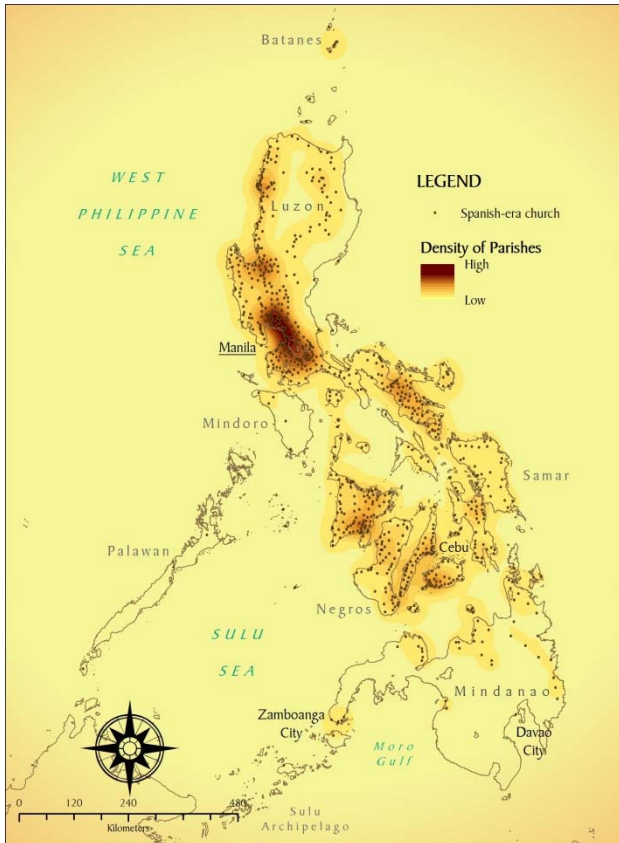 Batanes
WEST
PHILIPPINE
SEA
Luzon
LEGEND
Spanish-era church
Density of Parishes
High
Low
Manila
Mindoro
Samar
Palawan
Cebu
Negros
SULU
SEA
Mindanao
Zamboanga
City
Davao
City
Moro
Gulf
0 120 240 480
Kilometers
Sulu
Archipelago